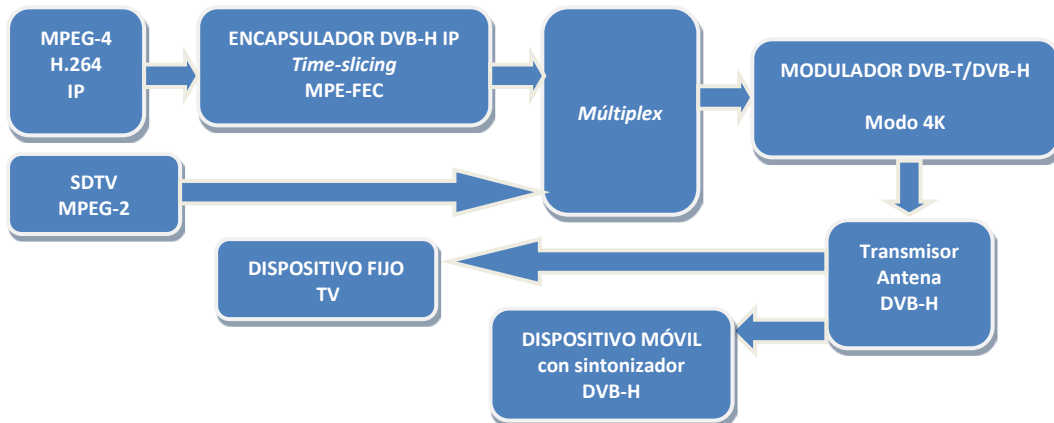 MPEG-4
H.264
IP
ENCAPSULADOR DVB-H IP
Time-slicing
MPE-FEC
Múltiplex
MODULADOR DVB-T/DVB-H
Modo 4K
SDTV
MPEG-2
Transmisor
Antena
DVB-H
DISPOSITIVO FIJO
TV
DISPOSITIVO MÓVIL
con sintonizador
DVB-H